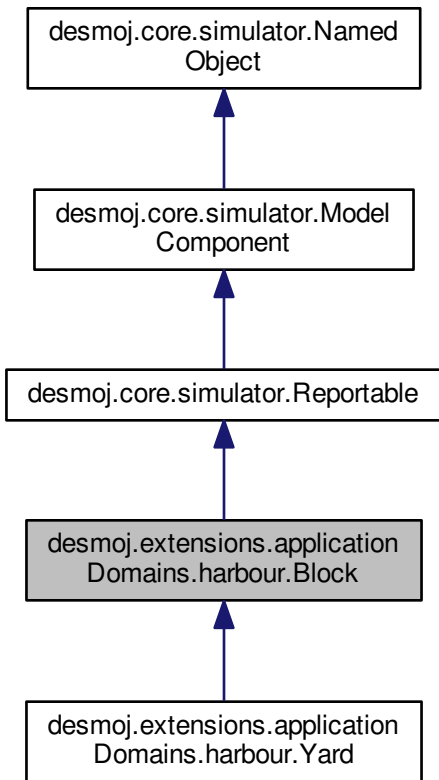 desmoj.core.simulator.Named
Object
desmoj.core.simulator.Model
Component
desmoj.core.simulator.Reportable
desmoj.extensions.application
Domains.harbour.Block
desmoj.extensions.application
Domains.harbour.Yard